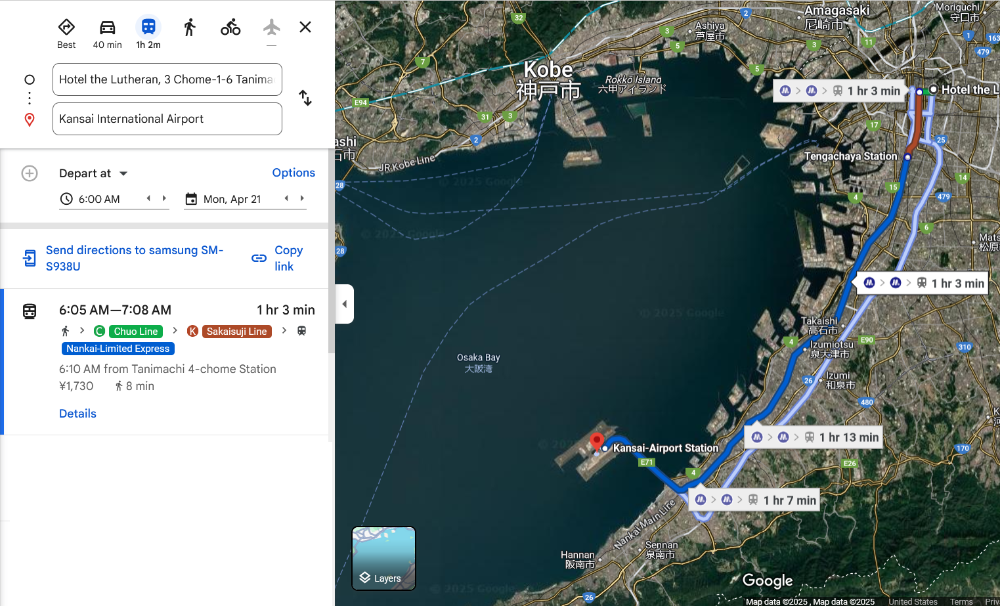 Best
40 min
1h 2m
Hotel the Lutheran, 3 Chome-1-6 Tanima
Kansai International Airport
Depart at
Options
6:00 AM
Mon, Apr 21
Send directions to samsung SM-
S938U
Copy
link
6:05 AM—7:08 AM
1 hr 3 min
C Chuo Line
K Sakaisuji Line
Nankai-Limited Express
6:10 AM from Tanimachi 4-chome Station
¥1,730
8 min
Details
Amagasaki
尼崎市
Moriguchi
守口市
Ashiya
芦屋市
Kobe
神戸市
Rokkō Island
六甲アイランド
1 hr 3 min
Hotel the L
ashi
石市
JR Kobe Line
Tengachaya Station
© 2025 Google
© 2025 Google
Mats
松原
1 hr 3 min
© 2025 Google
Takaishi
高石市
Izumiotsu
泉大津市
Izumi
和泉市
Osaka Bay
大阪湾
K
河
1 hr 13 min
Kansai-Airport Station
1 hr 7 min
Nankai Main Line
Sennan
泉南市
Hannan
阪南市
Layers
© 2025 Google
Google
Map data ©2025 , Map data ©2025
United States
Terms
Priv
32
2
3
5
7
3
11
1
163
479
5
E94
31
3
2
17
25
28
14
15
4
479
6
28
4
E90
310
26
480
170
E71
4
E26
26